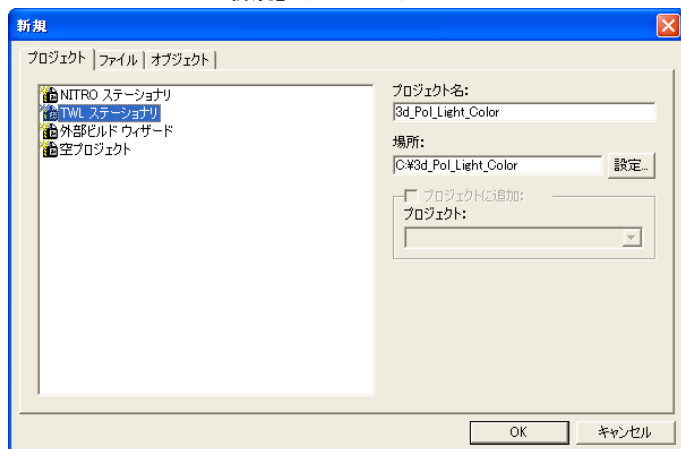 新規
プロジェクト ファイル オブジェクト
NITRO ステーショナリ
TWL ステーショナリ
外部ビルド ウィザード
空プロジェクト
プロジェクト名:
3d_Pol_Light_Color
場所:
C:¥3d_Pol_Light_Color
設定...
プロジェクトに追加:
プロジェクト:
OK キャンセル